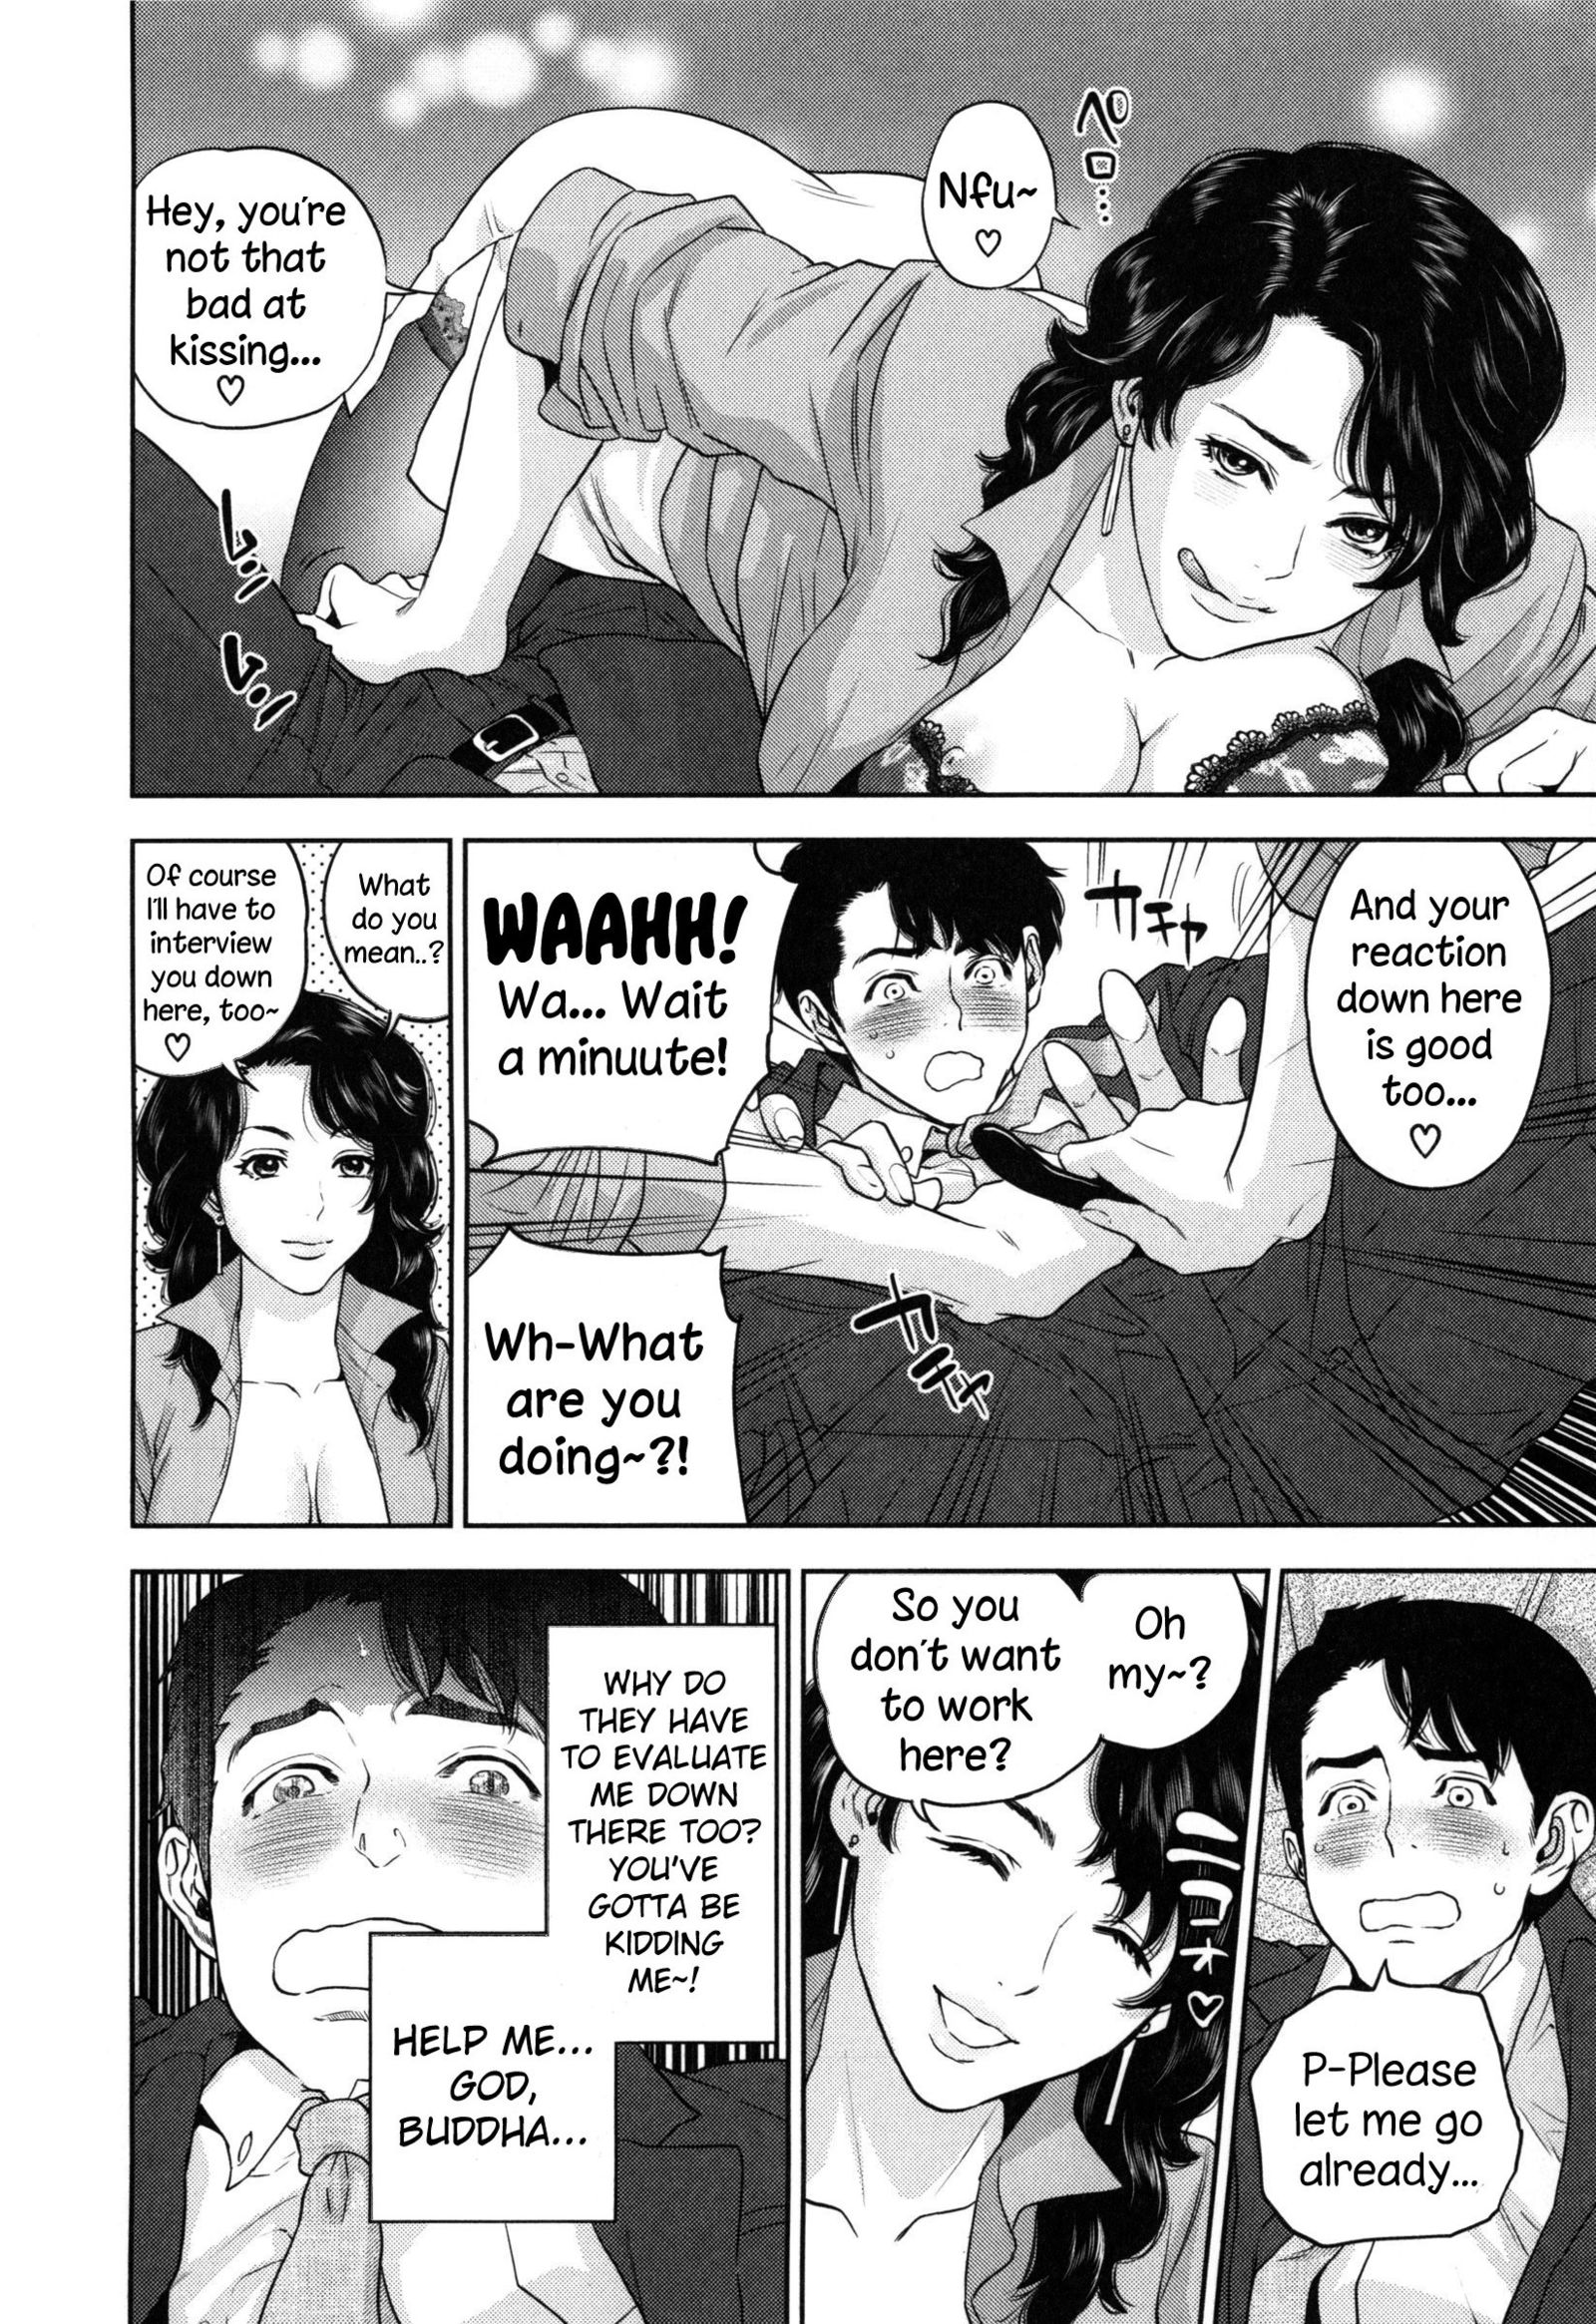 ペロ…
Nfu~
♡
Hey, you're
not that
bad at
kissing...
♡
ムニ
ムニ
And your
reaction
down here
is good
too...
♡
カチャ
カチャ
WAAHH!
Wa... Wait
a minuute!
Wh-What
are you
doing~?!
What
do you
mean..?
Of course
I'll have to
interview
you down
here, too~
♡
P-Please
let me go
already...
Oh
my~?
So you
don't want
to work
here?
ニコォ♡
WHY DO
THEY HAVE
TO EVALUATE
ME DOWN
THERE TOO?
YOU'VE
GOTTA BE
KIDDING
ME~!
HELP ME...
GOD,
BUDDHA...